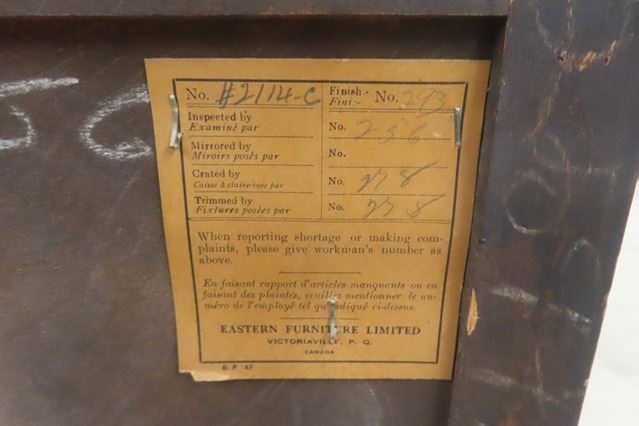 No. #2114-C Finish:- Fini:- No. 293
Inspected by
Examiné par No. 256
Mirrored by
Miroirs posés par No.
Crated by
Caisse à claire-voie par No. 278
Trimmed by
Fixtures posées par No. 278
When reporting shortage or making com-
plaints, please give workman's number as
above.
En faisant rapport d'articles manquants ou en
faisant des plaintes, veuillez mentionner le nu-
méro de l'employé tel qu'indiqué ci-dessus.
EASTERN FURNITURE LIMITED
VICTORIAVILLE, P. Q.
CANADA
E. F '47